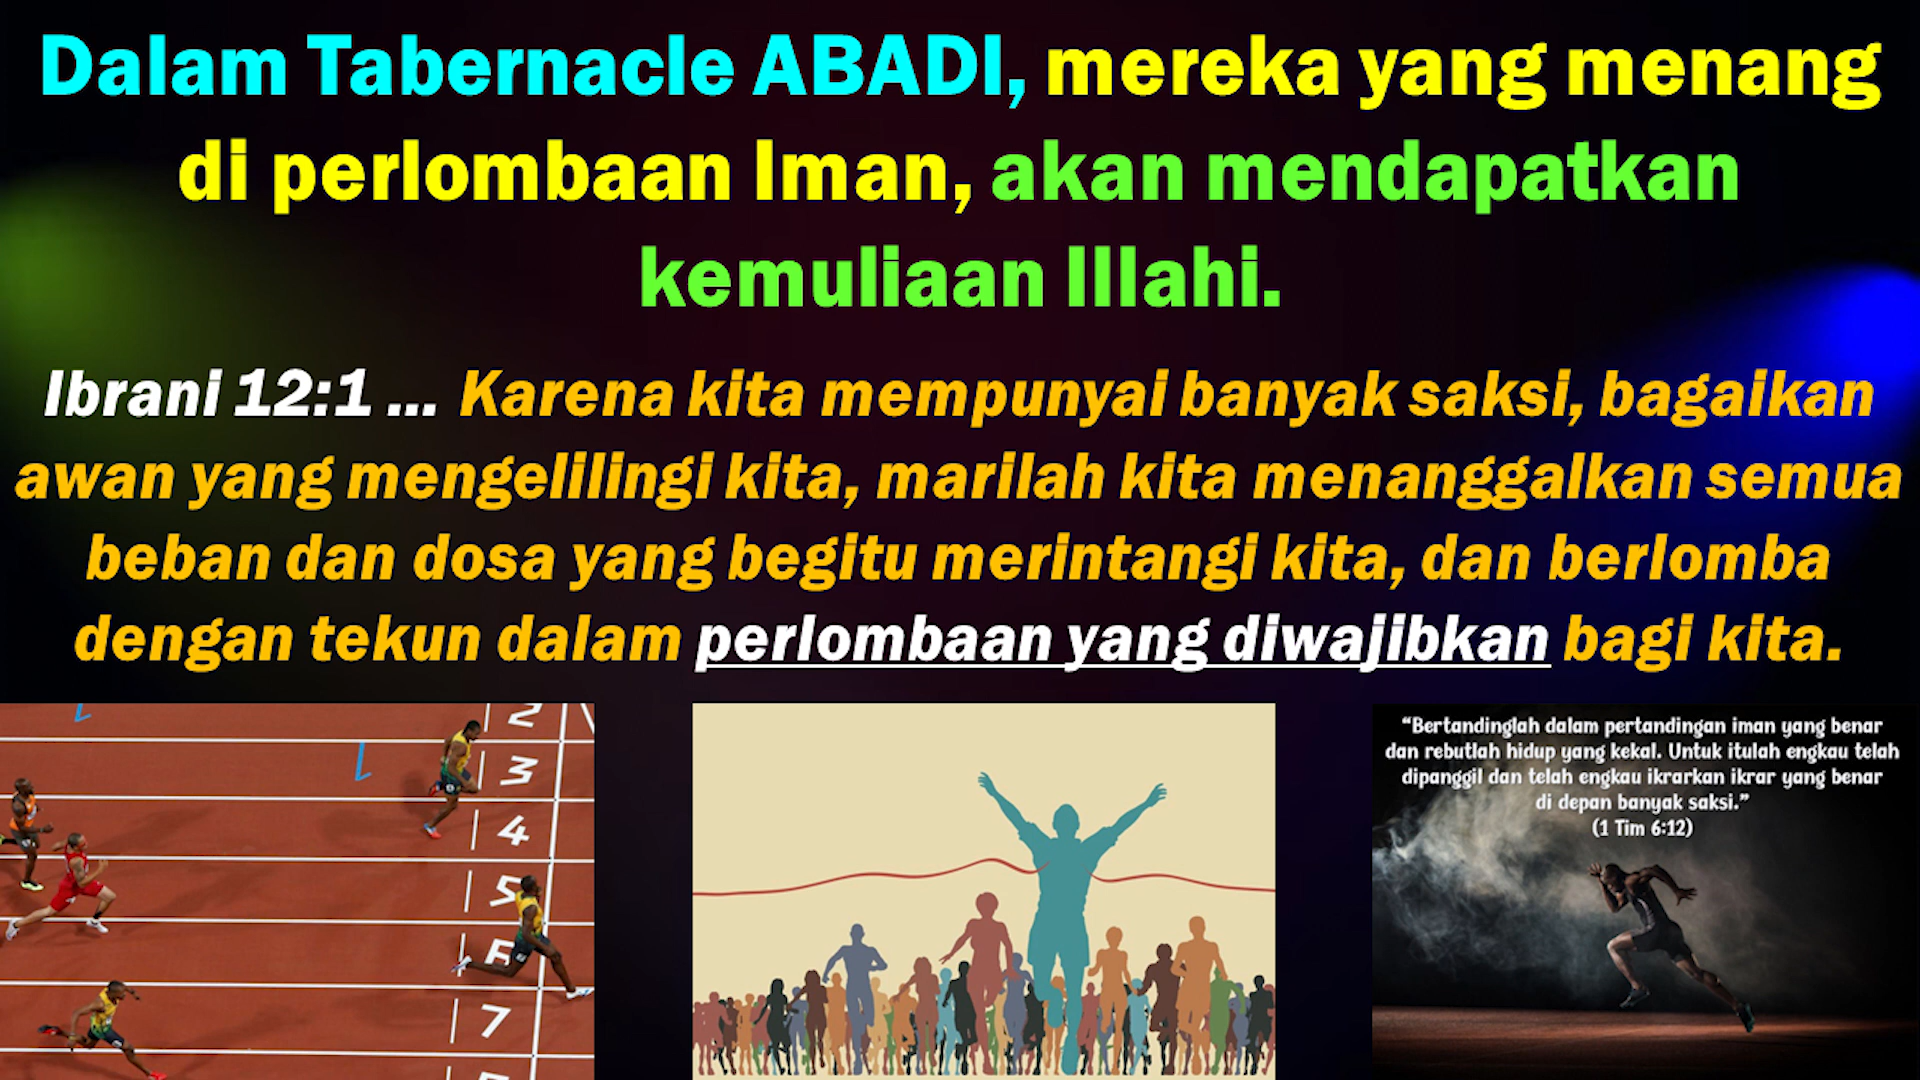 Dalam Tabernacle ABADI, mereka yang menang
di perlombaan Iman, akan mendapatkan
kemuliaan Illahi.
Ibrani 12:1 ... Karena kita mempunyai banyak saksi, bagaikan
awan yang mengelilingi kita, marilah kita menanggalkan semua
beban dan dosa yang begitu merintangi kita, dan berlomba
dengan tekun dalam perlombaan yang diwajibkan bagi kita.
“Bertandinglah dalam pertandingan iman yang benar
dan rebutlah hidup yang kekal. Untuk itulah engkau telah
dipanggil dan telah engkau ikrarkan ikrar yang benar
di depan banyak saksi.”
(1 Tim 6:12)
2
3
4
5
6
7